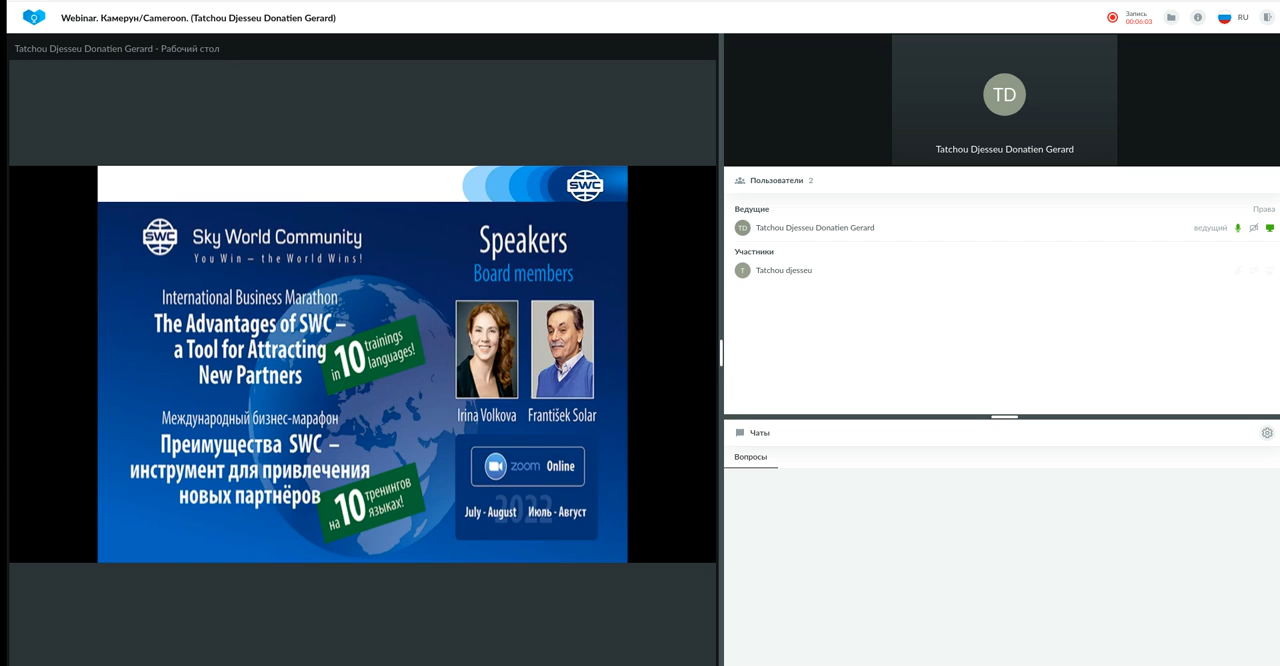 Webinar. Камерун/Cameroon. (Tatchou Djesseu Donatien Gerard)
Запись
00:06:03
RU
Tatchou Djesseu Donatien Gerard - Рабочий стол
SWC
SWC
Sky World Community
You Win – the World Wins!
International Business Marathon
The Advantages of SWC –
a Tool for Attracting
New Partners
in 10 trainings
languages!
Международный бизнес-марафон
Преимущества SWC –
инструмент для привлечения
новых партнёров
на 10 тренингов
языках!
Speakers
Board members
Irina Volkova
František Solar
zoom Online
2022
July - August
Июль - Август
TD
Tatchou Djesseu Donatien Gerard
Пользователи 2
Ведущие
Права
TD
Tatchou Djesseu Donatien Gerard
ведущий
Участники
T
Tatchou djesseu
Чаты
Вопросы